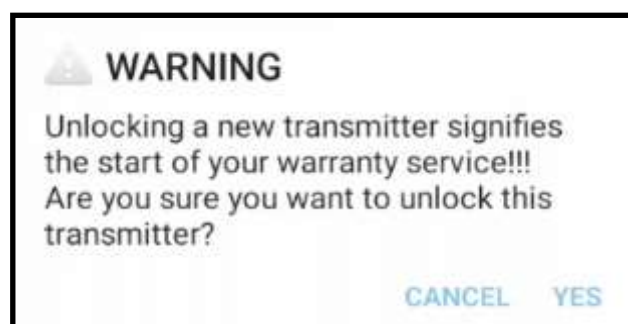 WARNING
Unlocking a new transmitter signifies
the start of your warranty service!!!
Are you sure you want to unlock this
transmitter?
CANCEL YES